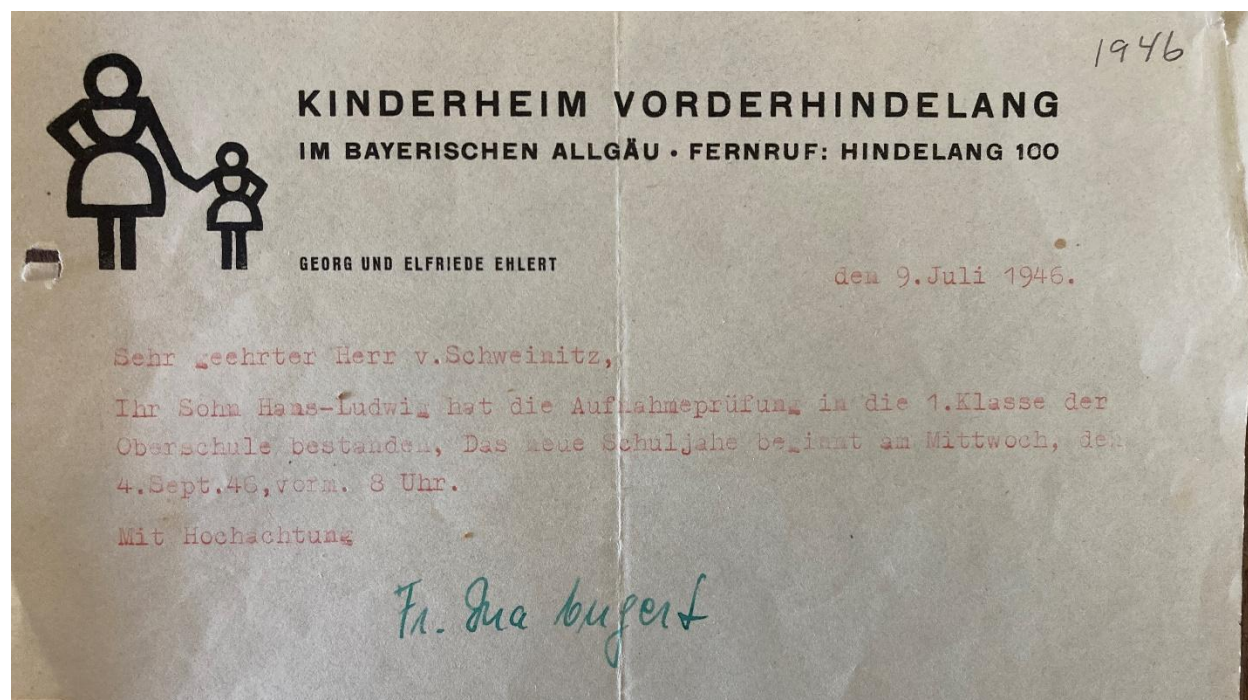 1946
KINDERHEIM VORDERHINDELANG
IM BAYERISCHEN ALLGÄU • FERNRUF: HINDELANG 100
GEORG UND ELFRIEDE EHLERT
den 9.Juli 1946.
Sehr geehrter Herr v.Schweinitz,
Ihr Sohn Hans-Ludwig hat die Aufnahmeprüfung in die 1.Klasse der
Oberschule bestanden, Das neue Schuljahe beginnt am Mittwoch, den
4.Sept.46,vorm. 8 Uhr.
Mit Hochachtung
Fr.